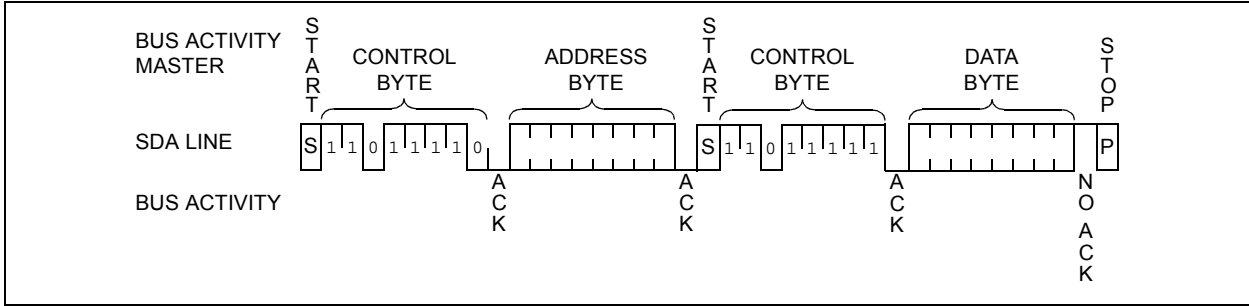 BUS ACTIVITY
MASTER
START
CONTROL
BYTE
ADDRESS
BYTE
START
CONTROL
BYTE
DATA
BYTE
STOP
SDA LINE
S 1 1 0 1 1 1 1 0
S 1 1 0 1 1 1 1 1
P
BUS ACTIVITY
ACK
ACK
ACK
NO ACK